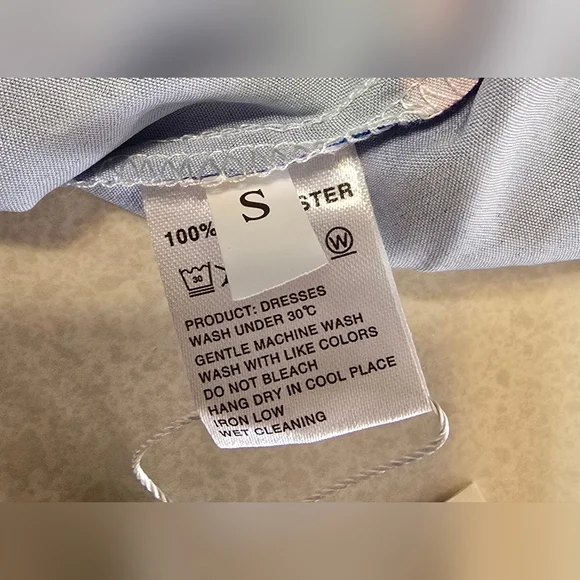 S
100% STER
30 W
PRODUCT: DRESSES
WASH UNDER 30℃
GENTLE MACHINE WASH
WASH WITH LIKE COLORS
DO NOT BLEACH
HANG DRY IN COOL PLACE
IRON LOW
WET CLEANING